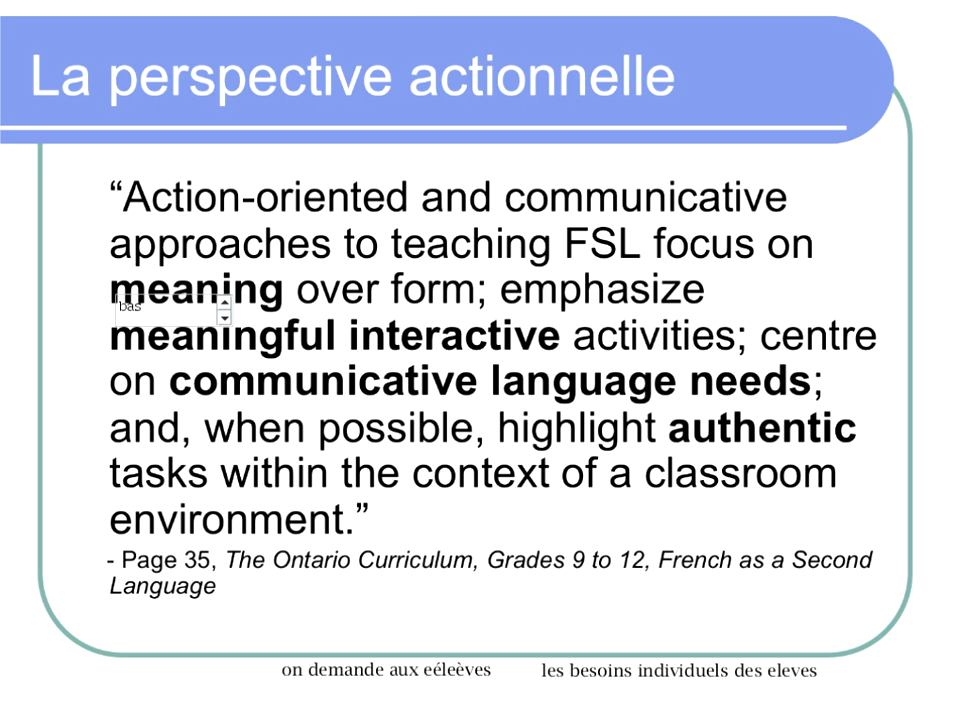 La perspective actionnelle
“Action-oriented and communicative
approaches to teaching FSL focus on
meaning over form; emphasize
bas
meaningful interactive activities; centre
on communicative language needs;
and, when possible, highlight authentic
tasks within the context of a classroom
environment.”
- Page 35, The Ontario Curriculum, Grades 9 to 12, French as a Second
Language
on demande aux eéleèves les besoins individuels des eleves